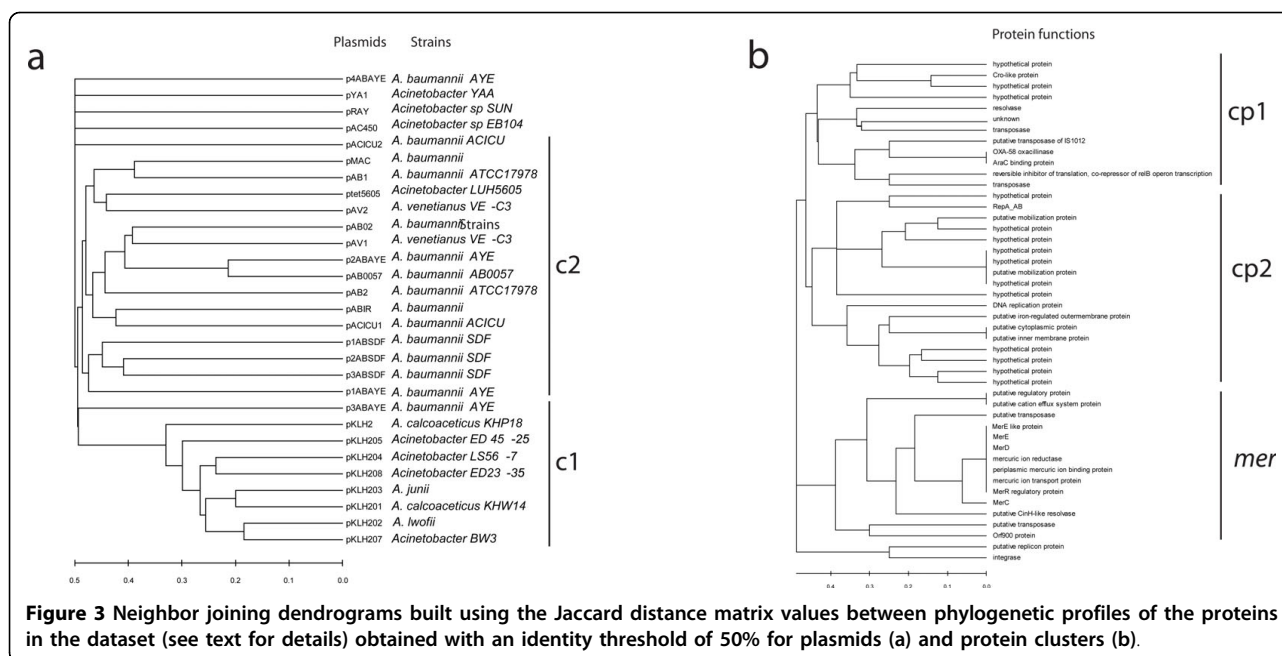 a
Plasmids Strains
p4ABAYE A. baumannii AYE
pYA1 Acinetobacter YAA
pRAY Acinetobacter sp SUN
pAC450 Acinetobacter sp EB104
pACICU2 A. baumannii ACICU
pMAC A. baumannii
pAB1 A. baumannii ATCC17978
ptet5605 Acinetobacter LUH5605
pAV2 A. venetianus VE -C3
pAB02 A. baumannii Strains
pAV1 A. venetianus VE -C3
p2ABAYE A. baumannii AYE
pAB0057 A. baumannii AB0057
pAB2 A. baumannii ATCC17978
pABIR A. baumannii
pACICU1 A. baumannii ACICU
p1ABSDF A. baumannii SDF
p2ABSDF A. baumannii SDF
p3ABSDF A. baumannii SDF
p1ABAYE A. baumannii AYE
p3ABAYE A. baumannii AYE
pKLH2 A. calcoaceticus KHP18
pKLH205 Acinetobacter ED 45 -25
pKLH204 Acinetobacter LS56 -7
pKLH208 Acinetobacter ED23 -35
pKLH203 A. junii
pKLH201 A. calcoaceticus KHW14
pKLH202 A. lwofii
pKLH207 Acinetobacter BW3
c2
c1
0.5 0.4 0.3 0.2 0.1 0.0
b
Protein functions
hypothetical protein
Cro-like protein
hypothetical protein
hypothetical protein
resolvase
unknown
transposase
putative transposase of IS1012
OXA-58 oxacillinase
AraC binding protein
reversible inhibitor of translation, co-repressor of relB operon transcription
transposase
hypothetical protein
RepA_AB
putative mobilization protein
hypothetical protein
hypothetical protein
hypothetical protein
hypothetical protein
putative mobilization protein
hypothetical protein
hypothetical protein
DNA replication protein
putative iron-regulated outermembrane protein
putative cytoplasmic protein
putative inner membrane protein
hypothetical protein
hypothetical protein
hypothetical protein
hypothetical protein
putative regulatory protein
putative cation efflux system protein
putative transposase
MerE like protein
MerE
MerD
mercuric ion reductase
periplasmic mercuric ion binding protein
mercuric ion transport protein
MerR regulatory protein
MerC
putative CinH-like resolvase
putative transposase
Orf900 protein
putative replicon protein
integrase
cp1
cp2
mer
0.4 0.3 0.2 0.1 0.0
Figure 3 Neighbor joining dendrograms built using the Jaccard distance matrix values between phylogenetic profiles of the proteins
in the dataset (see text for details) obtained with an identity threshold of 50% for plasmids (a) and protein clusters (b).